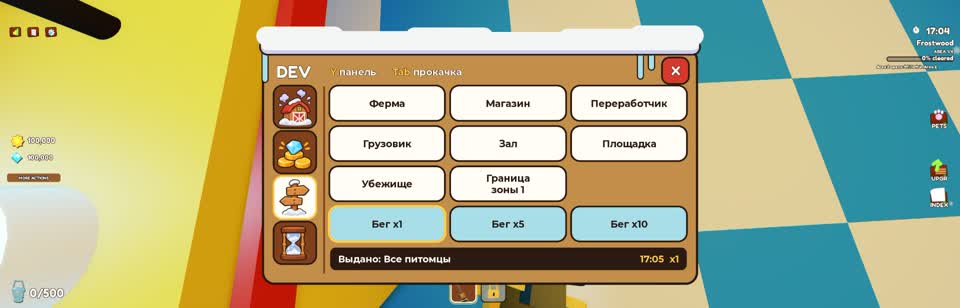 17:04
Frostwood
0% cleared
DEV
Y панель
Tab прокачка
Ферма
Магазин
Переработчик
Грузовик
Зал
Площадка
Убежище
Граница
зоны 1
Бег x1
Бег x5
Бег x10
Выдано: Все питомцы
17:05 x1
100,000
100,000
MORE ACTIONS
0/500
PETS
UPGR
INDEX